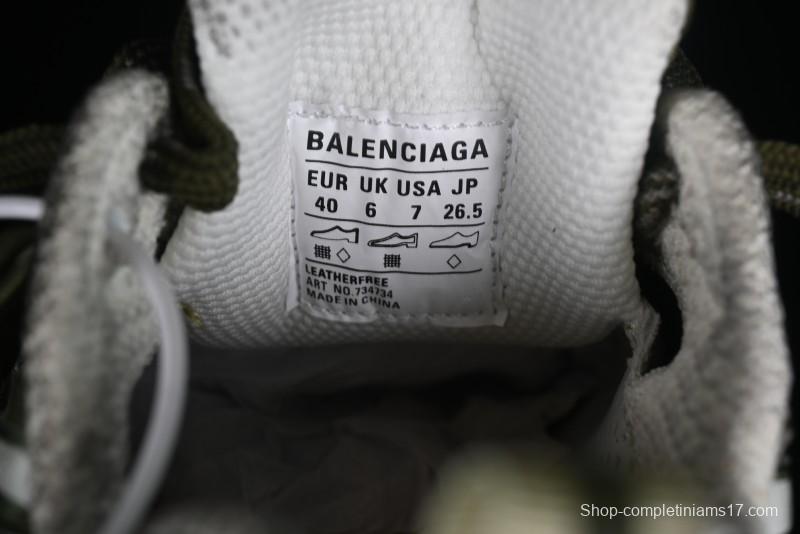 BALENCIAGA
EUR UK USA JP
40 6 7 26.5
LEATHERFREE
ART NO.734734
MADE IN CHINA
Shop-completiniams17.com